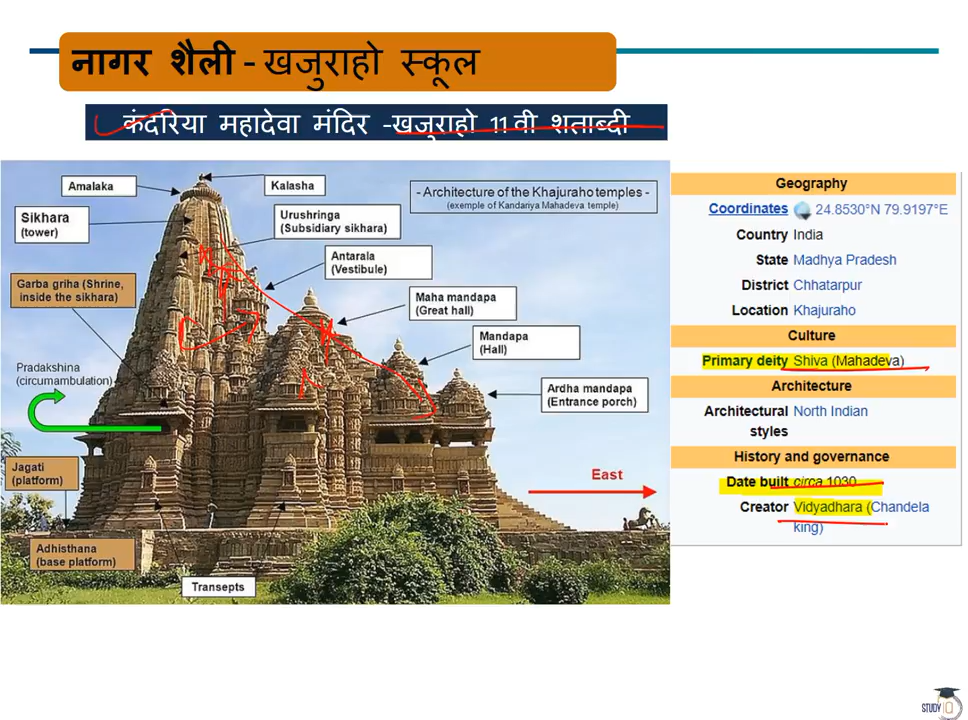 नागर शैली - खजुराहो स्कूल
कंदरिया महादेवा मंदिर -खजुराहो 11वी शताब्दी
Amalaka
Kalasha
- Architecture of the Khajuraho temples -
(exemple of Kandariya Mahadeva temple)
Sikhara
(tower)
Urushringa
(Subsidiary sikhara)
Antarala
(Vestibule)
Garba griha (Shrine,
inside the sikhara)
Maha mandapa
(Great hall)
Mandapa
(Hall)
Pradakshina
(circumambulation)
Ardha mandapa
(Entrance porch)
Jagati
(platform)
East
Adhisthana
(base platform)
Transepts
Geography
Coordinates 24.8530°N 79.9197°E
Country India
State Madhya Pradesh
District Chhatarpur
Location Khajuraho
Culture
Primary deity Shiva (Mahadeva)
Architecture
Architectural North Indian
styles
History and governance
Date built circa 1030
Creator Vidyadhara (Chandela
king)
STUDY IQ